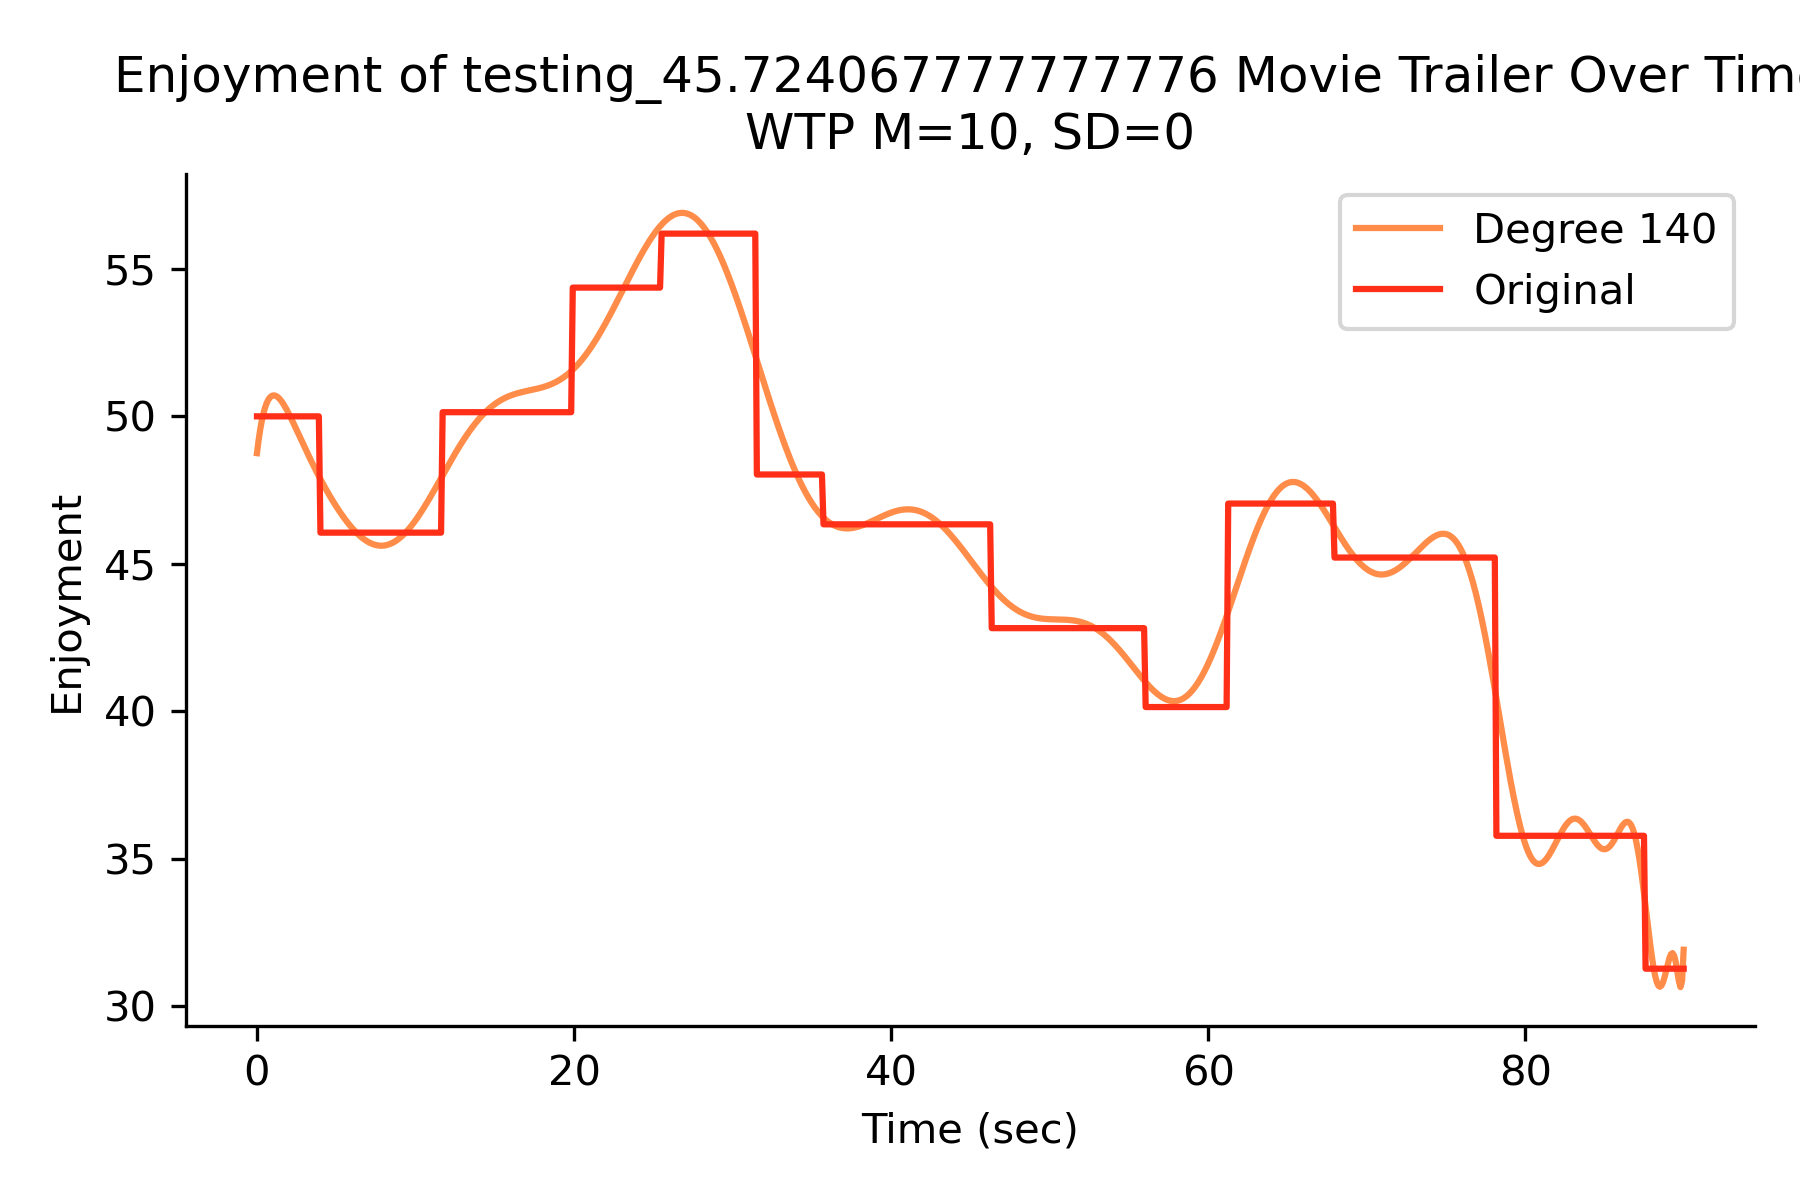 Enjoyment of testing_45.724067777777776 Movie Trailer Over Time
WTP M=10, SD=0
Degree 140
Original
Enjoyment
55
50
45
40
35
30
0 20 40 60 80
Time (sec)